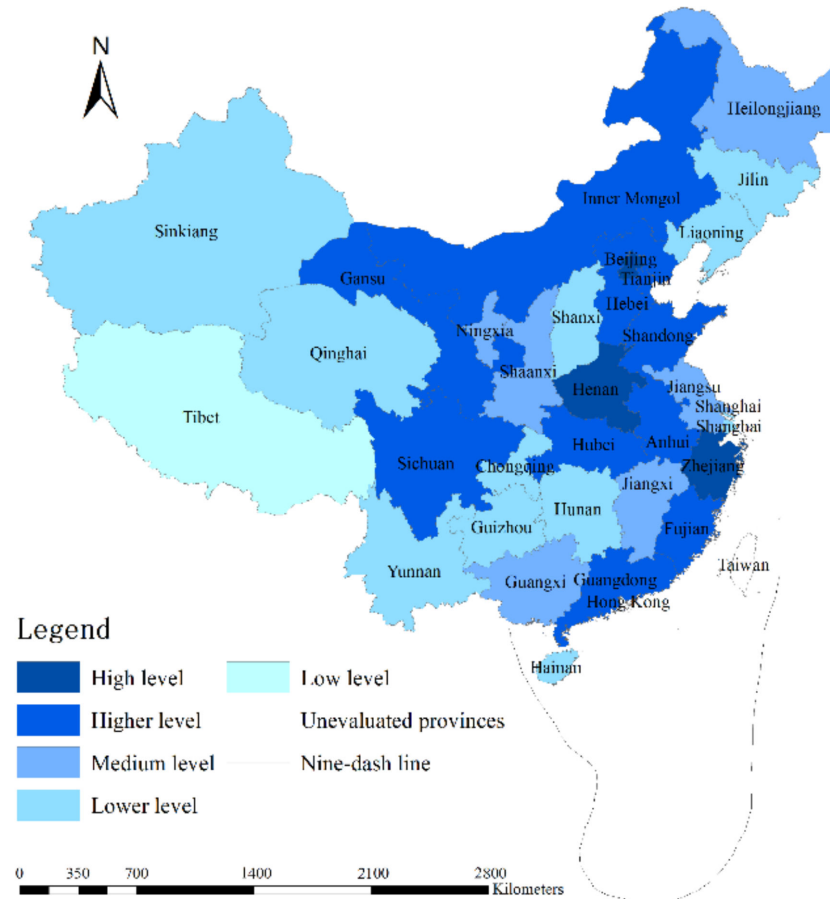 N
Heilongjiang
Jilin
Inner Mongol
Liaoning
Sinkiang
Beijing
Gansu
Tianjin
Hebei
Shanxi
Ningxia
Shandong
Qinghai
Shaanxi
Henan
Jiangsu
Shanghai
Tibet
Shanghai
Hubei
Anhui
Sichuan
Chongqing
Zhejiang
Jiangxi
Hunan
Guizhou
Fujian
Yunnan
Taiwan
Guangxi
Guangdong
Hong Kong
Hainan
Legend
High level
Low level
Higher level
Unevaluated provinces
Medium level
Nine-dash line
Lower level
0 350 700 1400 2100 2800
Kilometers